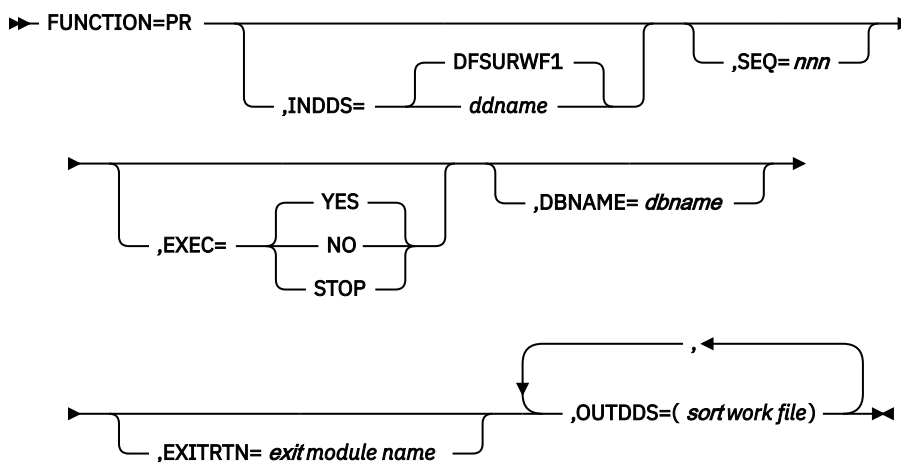 FUNCTION=PR
,INDDS=
DFSURWF1
ddname
,SEQ= nnn
,EXEC=
YES
NO
STOP
,DBNAME= dbname
,EXITRTN= exit module name
,
,OUTDDS=( sort work file)